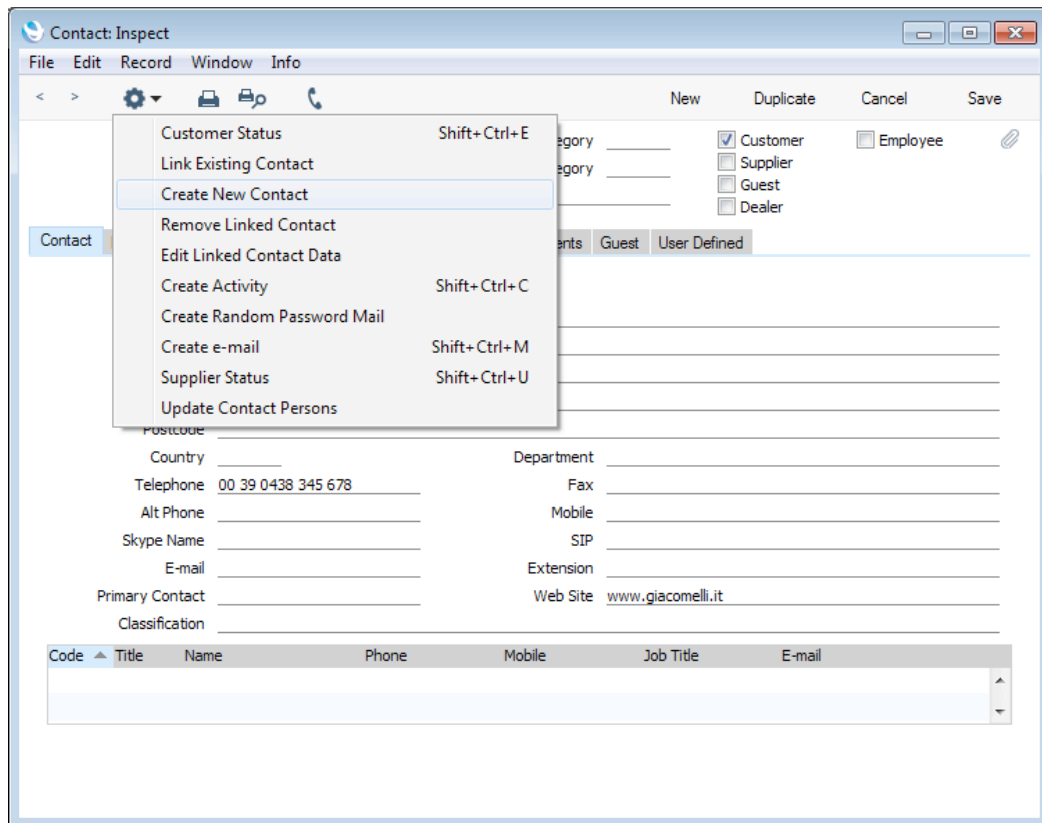 Contact: Inspect
File Edit Record Window Info
< > New Duplicate Cancel Save
Customer Status Shift+Ctrl+E
Link Existing Contact
Create New Contact
Remove Linked Contact
Edit Linked Contact Data
Create Activity Shift+Ctrl+C
Create Random Password Mail
Create e-mail Shift+Ctrl+M
Supplier Status Shift+Ctrl+U
Update Contact Persons
Customer Employee
Supplier
Guest
Dealer
Contact Guest User Defined
Postcode
Country Department
Telephone 00 39 0438 345 678 Fax
Alt Phone Mobile
Skype Name SIP
E-mail Extension
Primary Contact Web Site www.giacomelli.it
Classification
Code Title Name Phone Mobile Job Title E-mail